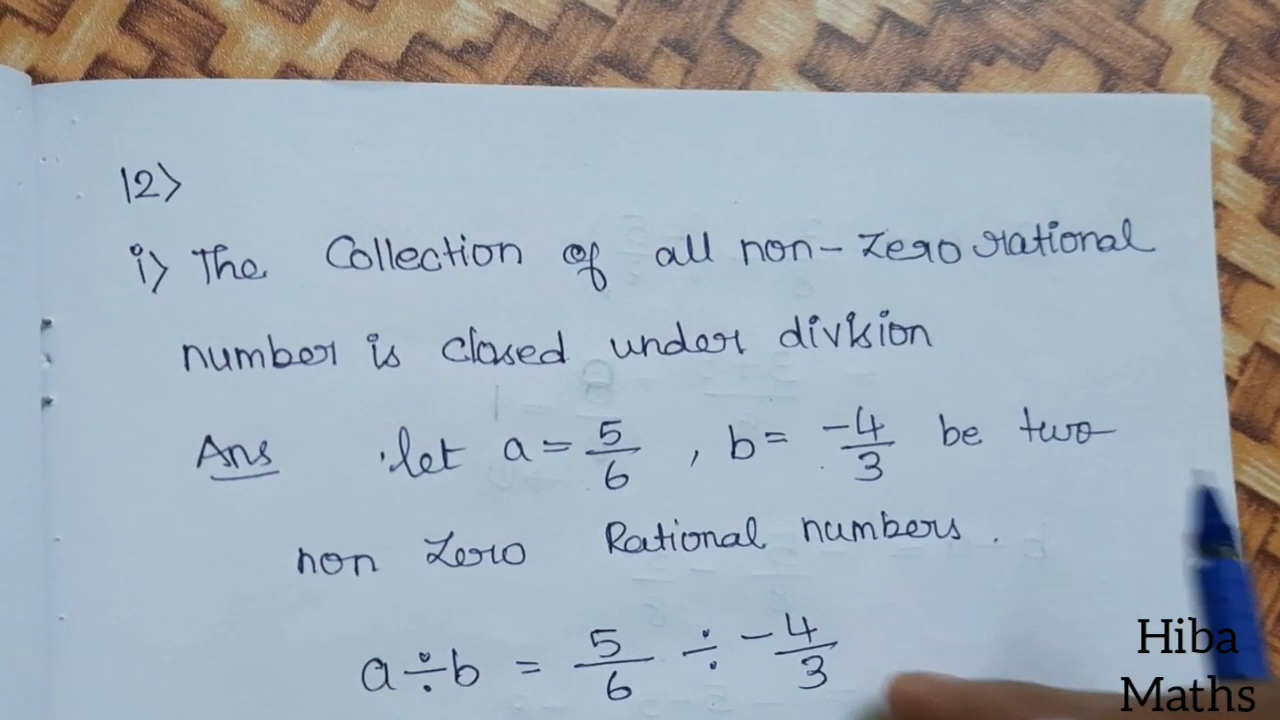 12>
i> The Collection of all non-zero rational
number is closed under division
Ans let a = 5/6 , b = -4/3 be two
non zero Rational numbers .
a ÷ b = 5/6 ÷ -4/3
Hiba
Maths